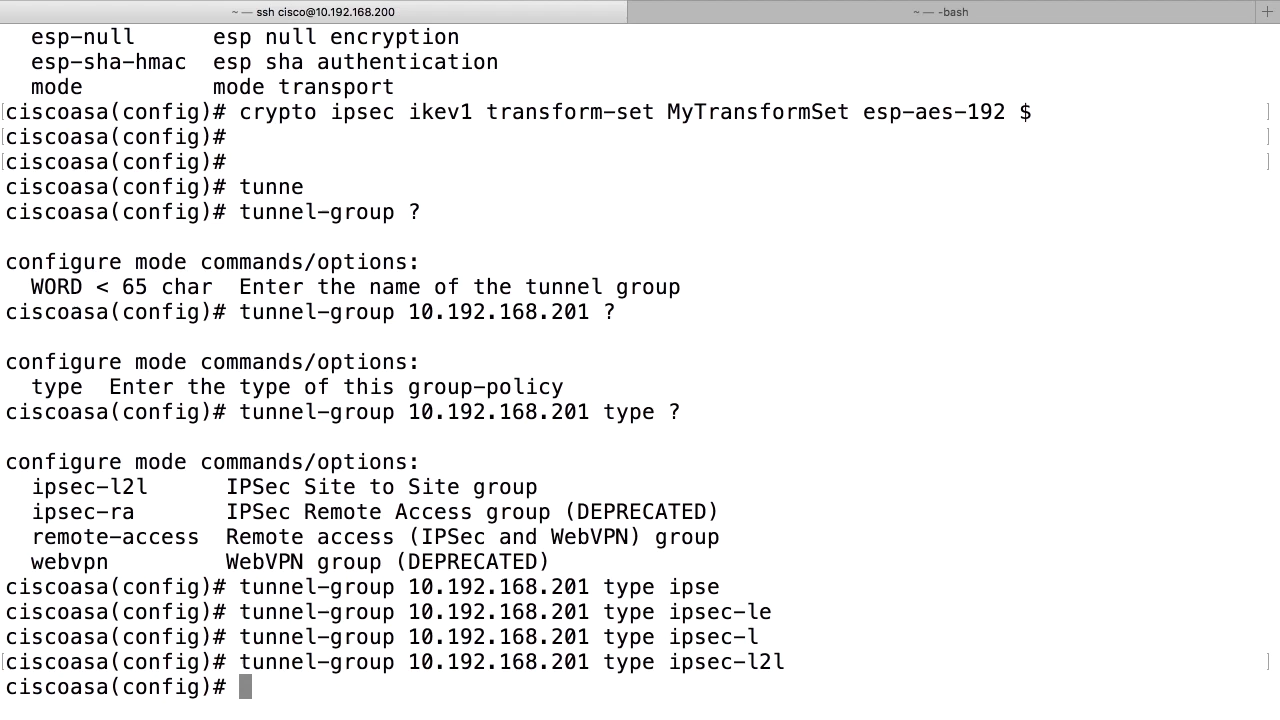 ~ — ssh cisco@10.192.168.200
~ — -bash
esp-null esp null encryption
esp-sha-hmac esp sha authentication
mode mode transport
ciscoasa(config)# crypto ipsec ikev1 transform-set MyTransformSet esp-aes-192 $
ciscoasa(config)#
ciscoasa(config)#
ciscoasa(config)# tunne
ciscoasa(config)# tunnel-group ?
configure mode commands/options:
WORD < 65 char Enter the name of the tunnel group
ciscoasa(config)# tunnel-group 10.192.168.201 ?
configure mode commands/options:
type Enter the type of this group-policy
ciscoasa(config)# tunnel-group 10.192.168.201 type ?
configure mode commands/options:
ipsec-l2l IPSec Site to Site group
ipsec-ra IPSec Remote Access group (DEPRECATED)
remote-access Remote access (IPSec and WebVPN) group
webvpn WebVPN group (DEPRECATED)
ciscoasa(config)# tunnel-group 10.192.168.201 type ipse
ciscoasa(config)# tunnel-group 10.192.168.201 type ipsec-le
ciscoasa(config)# tunnel-group 10.192.168.201 type ipsec-l
ciscoasa(config)# tunnel-group 10.192.168.201 type ipsec-l2l
ciscoasa(config)#